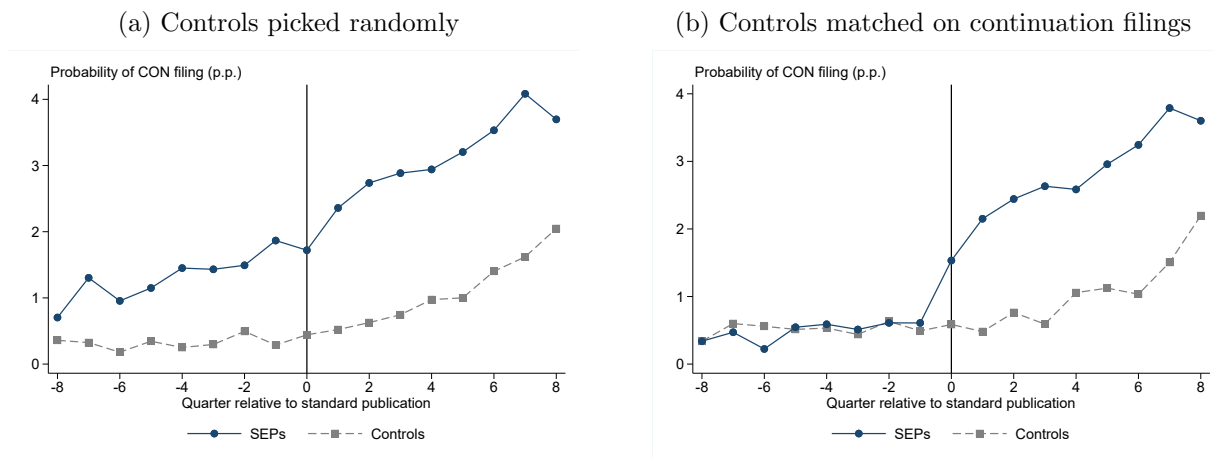 (a) Controls picked randomly
Probability of CON filing (p.p.)
4
3
2
1
0
-8 -6 -4 -2 0 2 4 6 8
Quarter relative to standard publication
SEPs Controls
(b) Controls matched on continuation filings
Probability of CON filing (p.p.)
4
3
2
1
0
-8 -6 -4 -2 0 2 4 6 8
Quarter relative to standard publication
SEPs Controls